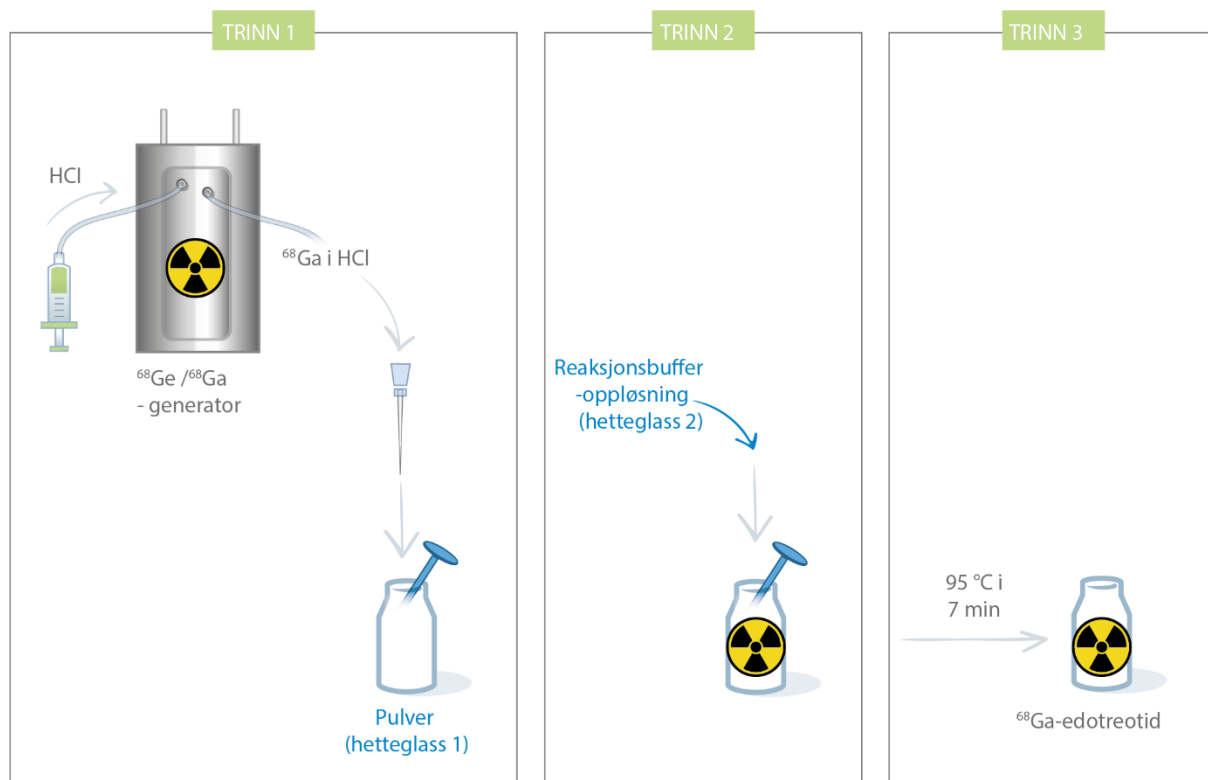 TRINN 1
HCl
⁶⁸Ga i HCl
⁶⁸Ge /⁶⁸Ga
- generator
Pulver
(hetteglass 1)
TRINN 2
Reaksjonsbuffer
-oppløsning
(hetteglass 2)
TRINN 3
95 °C i
7 min
⁶⁸Ga-edotreotid